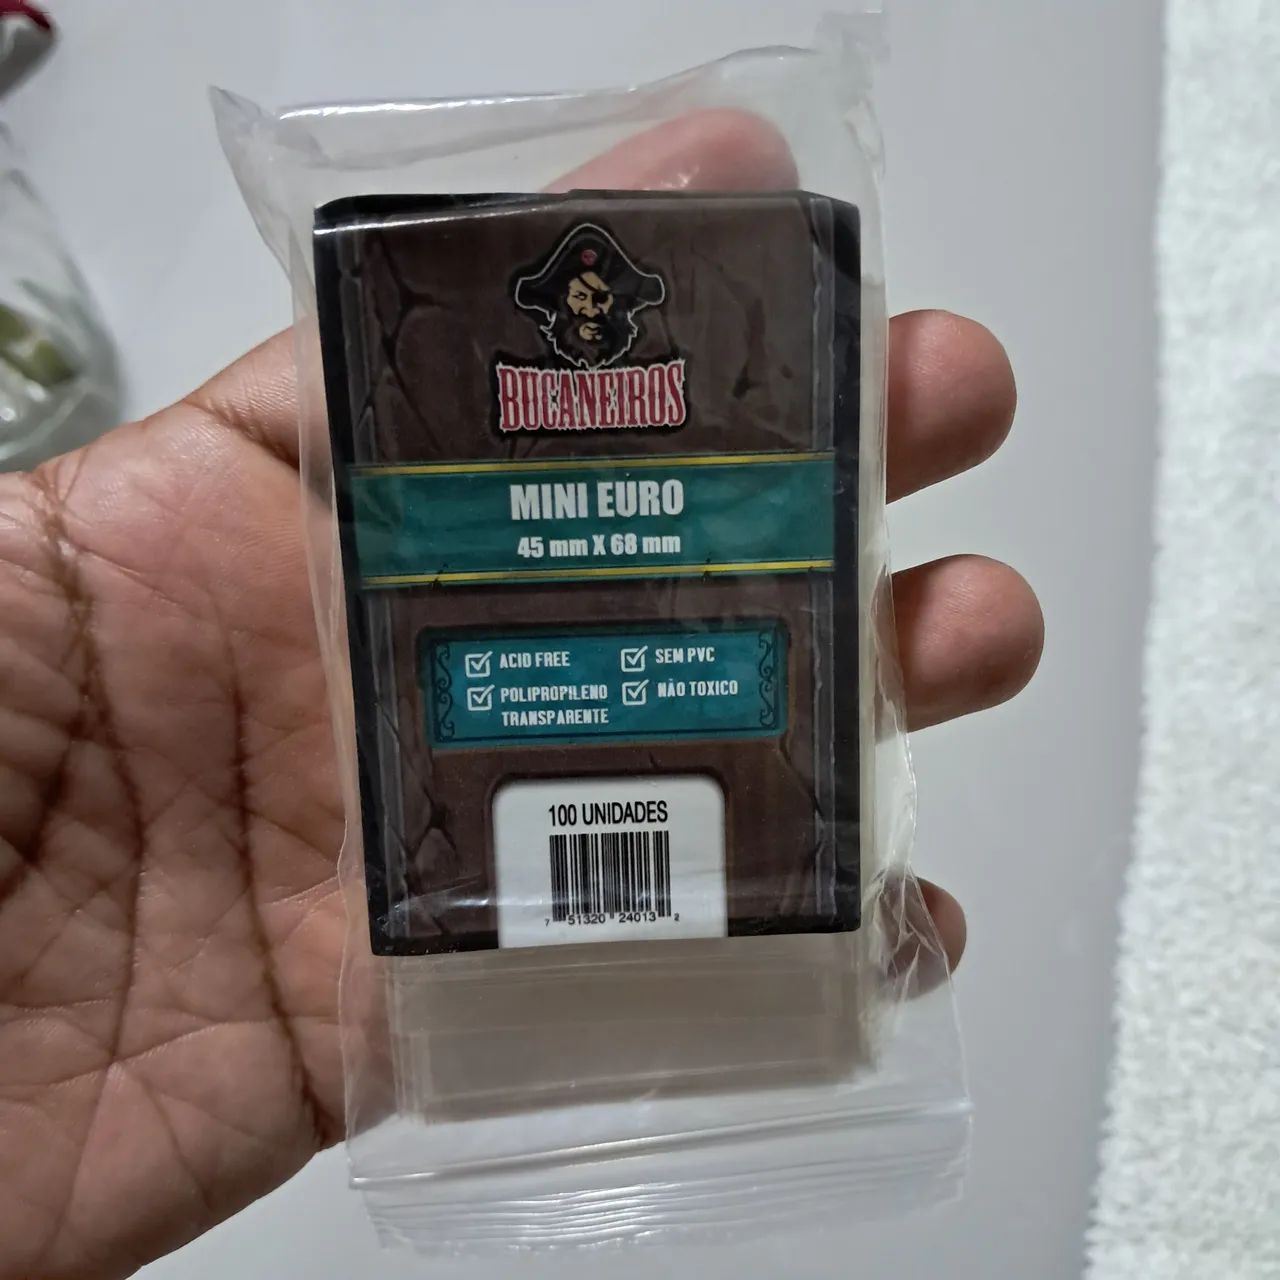 BUCANEIROS
MINI EURO
45 mm X 68 mm
ACID FREE
SEM PVC
POLIPROPILENO
TRANSPARENTE
NÃO TOXICO
100 UNIDADES
7 51320 24013 2